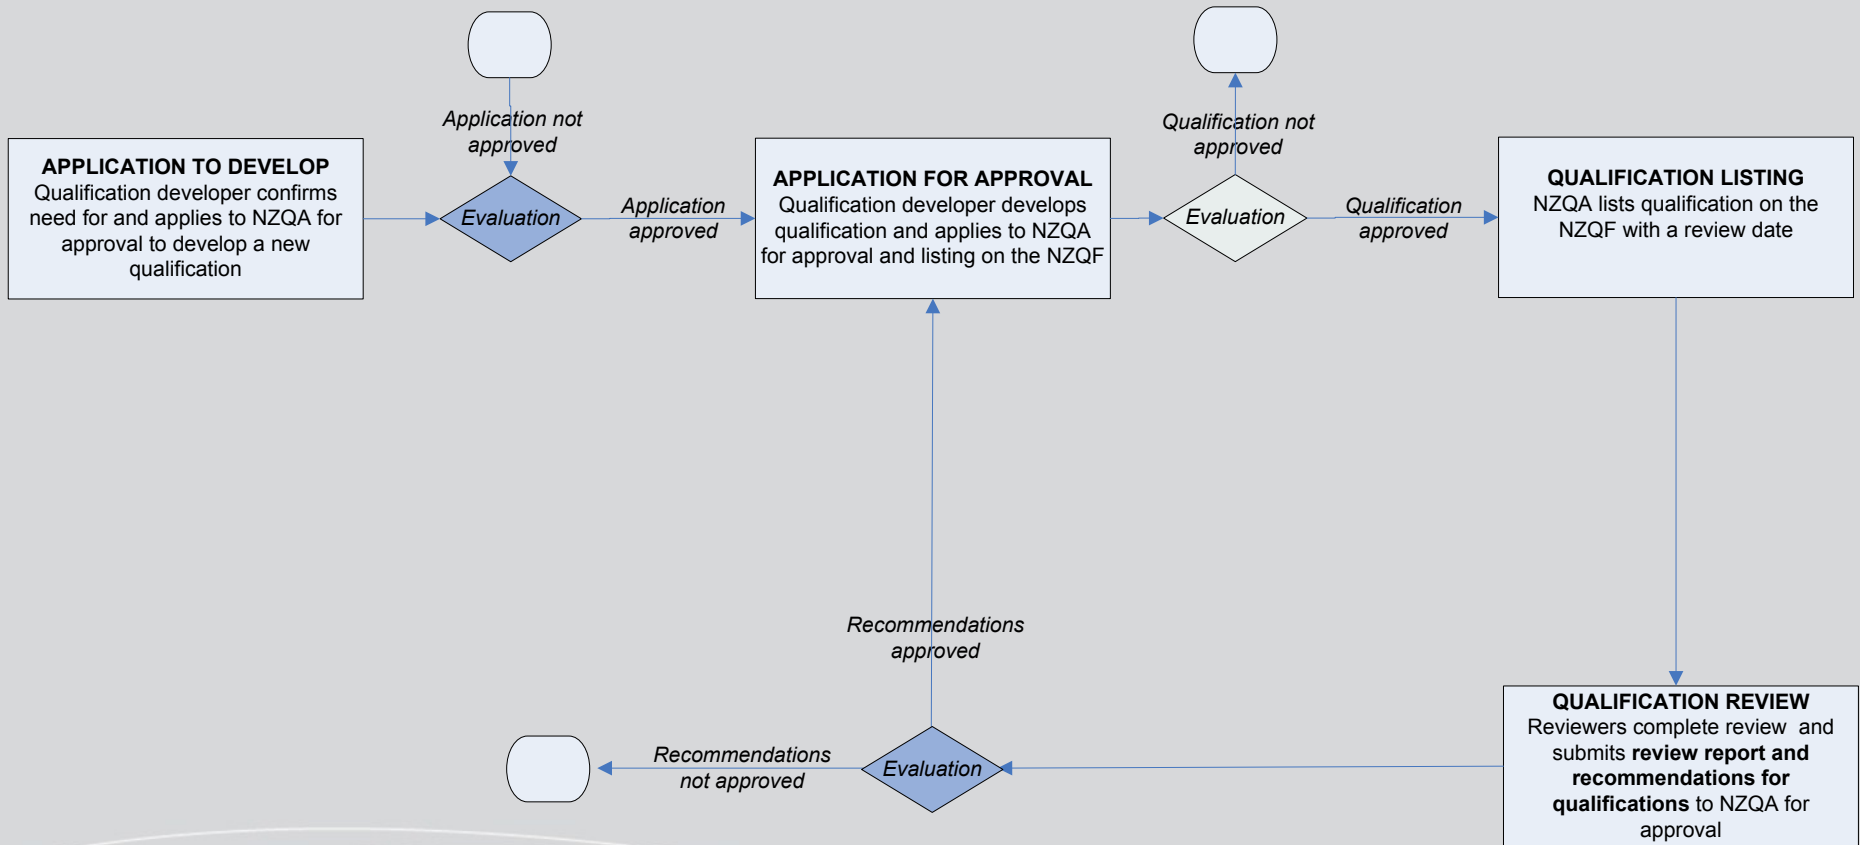 Application not
approved
APPLICATION TO DEVELOP
Qualification developer confirms
need for and applies to NZQA for
approval to develop a new
qualification
Evaluation
Application
approved
APPLICATION FOR APPROVAL
Qualification developer develops
qualification and applies to NZQA
for approval and listing on the NZQF
Qualification not
approved
Evaluation
Qualification
approved
QUALIFICATION LISTING
NZQA lists qualification on the
NZQF with a review date
Recommendations
approved
Recommendations
not approved
Evaluation
QUALIFICATION REVIEW
Reviewers complete review and
submits review report and
recommendations for
qualifications to NZQA for
approval